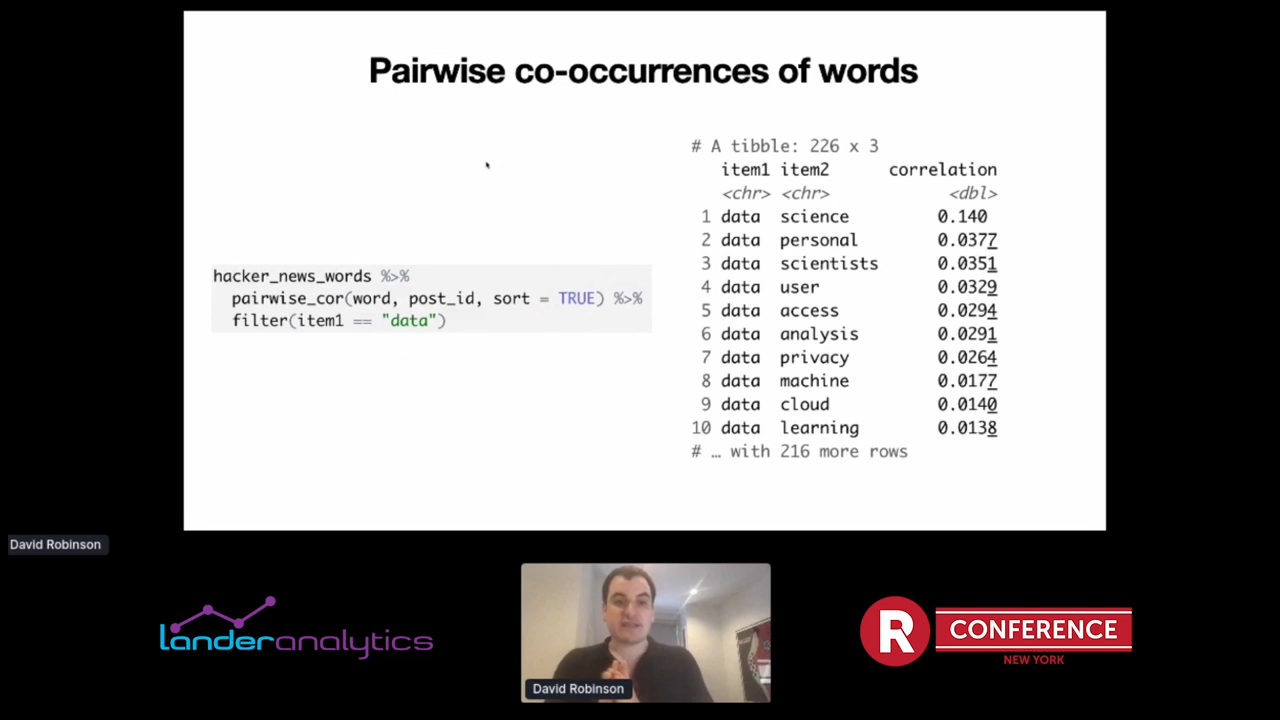 Pairwise co-occurrences of words
hacker_news_words %>%
pairwise_cor(word, post_id, sort = TRUE) %>%
filter(item1 == "data")
# A tibble: 226 x 3
item1 item2 correlation
<chr> <chr> <dbl>
1 data science 0.140
2 data personal 0.0377
3 data scientists 0.0351
4 data user 0.0329
5 data access 0.0294
6 data analysis 0.0291
7 data privacy 0.0264
8 data machine 0.0177
9 data cloud 0.0140
10 data learning 0.0138
# … with 216 more rows
David Robinson
landeranalytics
David Robinson
R CONFERENCE
NEW YORK